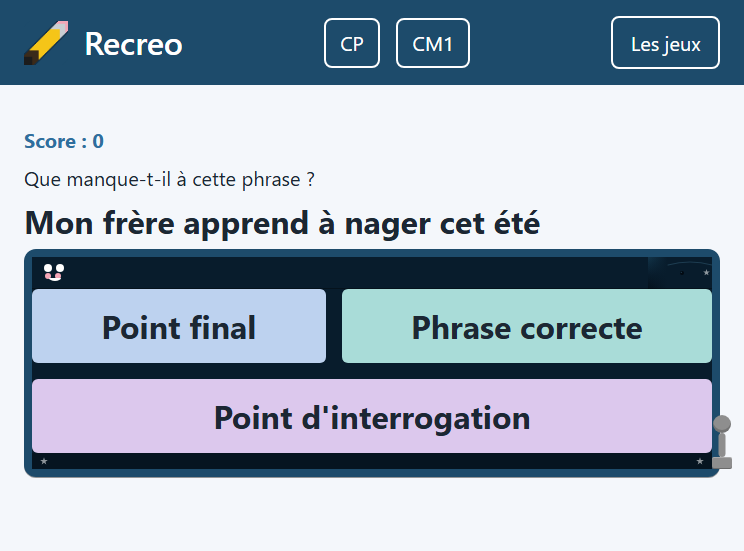 Recreo
CP
CM1
Les jeux
Score : 0
Que manque-t-il à cette phrase ?
Mon frère apprend à nager cet été
Point final
Phrase correcte
Point d'interrogation